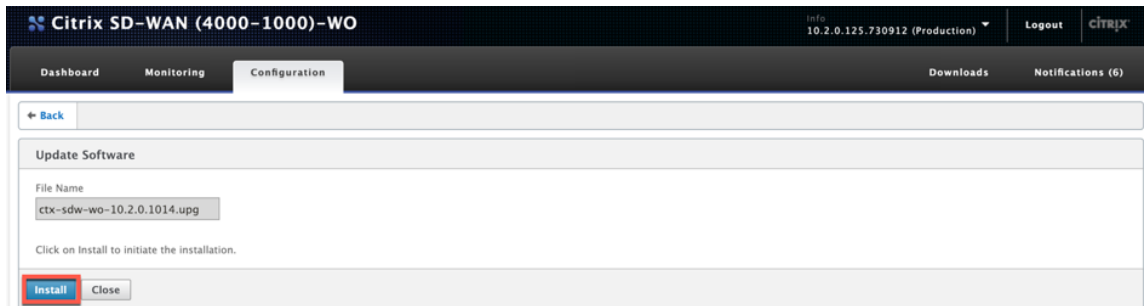 Citrix SD-WAN (4000-1000)-WO
Info
10.2.0.125.730912 (Production)
Logout
CİTRIX
Dashboard
Monitoring
Configuration
Downloads
Notifications (6)
Back
Update Software
File Name
ctx-sdw-wo-10.2.0.1014.upg
Click on Install to initiate the installation.
Install
Close